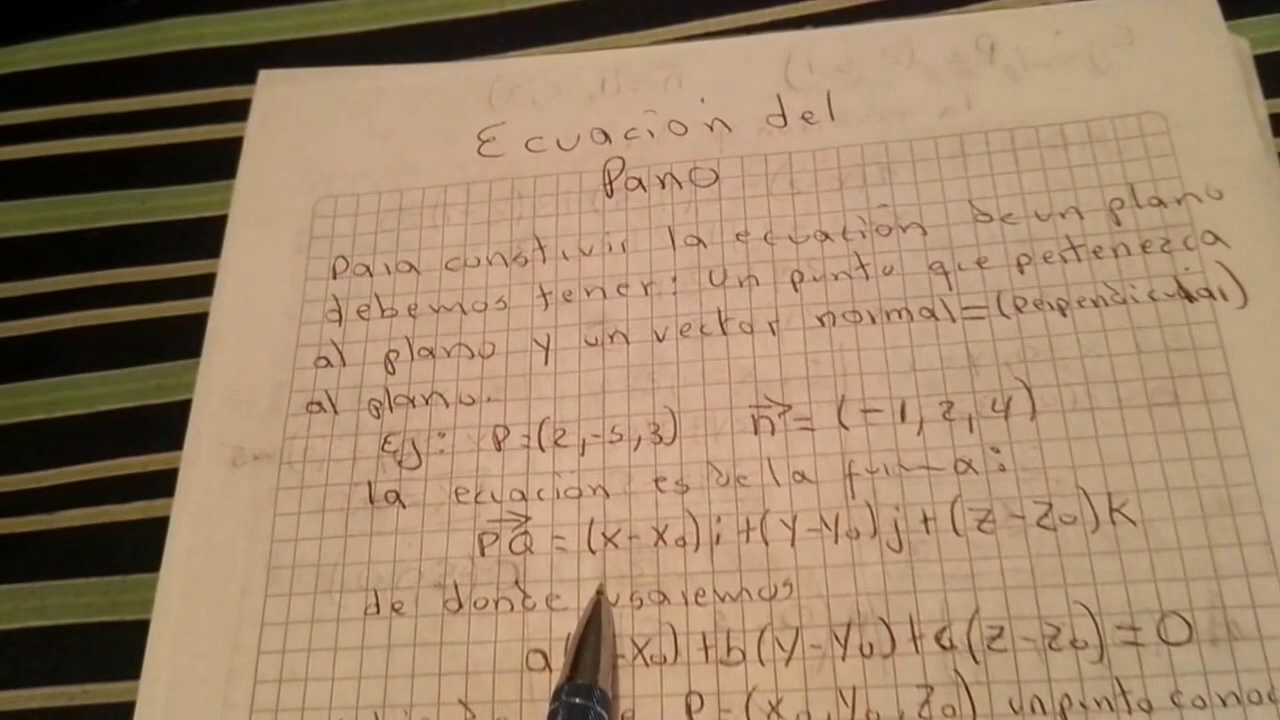 Ecuación del
Pano
Para construir la ecuación de un plano
debemos tener: un punto que pertenezca
al plano y un vector normal=(perpendicular)
al plano.
Ej: P=(2,-5,3) n⃗=(-1,2,4)
la ecuación es de la forma:
PQ⃗ = (x-x₀)i+(y-y₀)j+(z-z₀)k
de donde usaremos
a( -x₀)+b(y-y₀)+c(z-z₀)=0
P=(x₀,y₀,z₀) un punto conoc